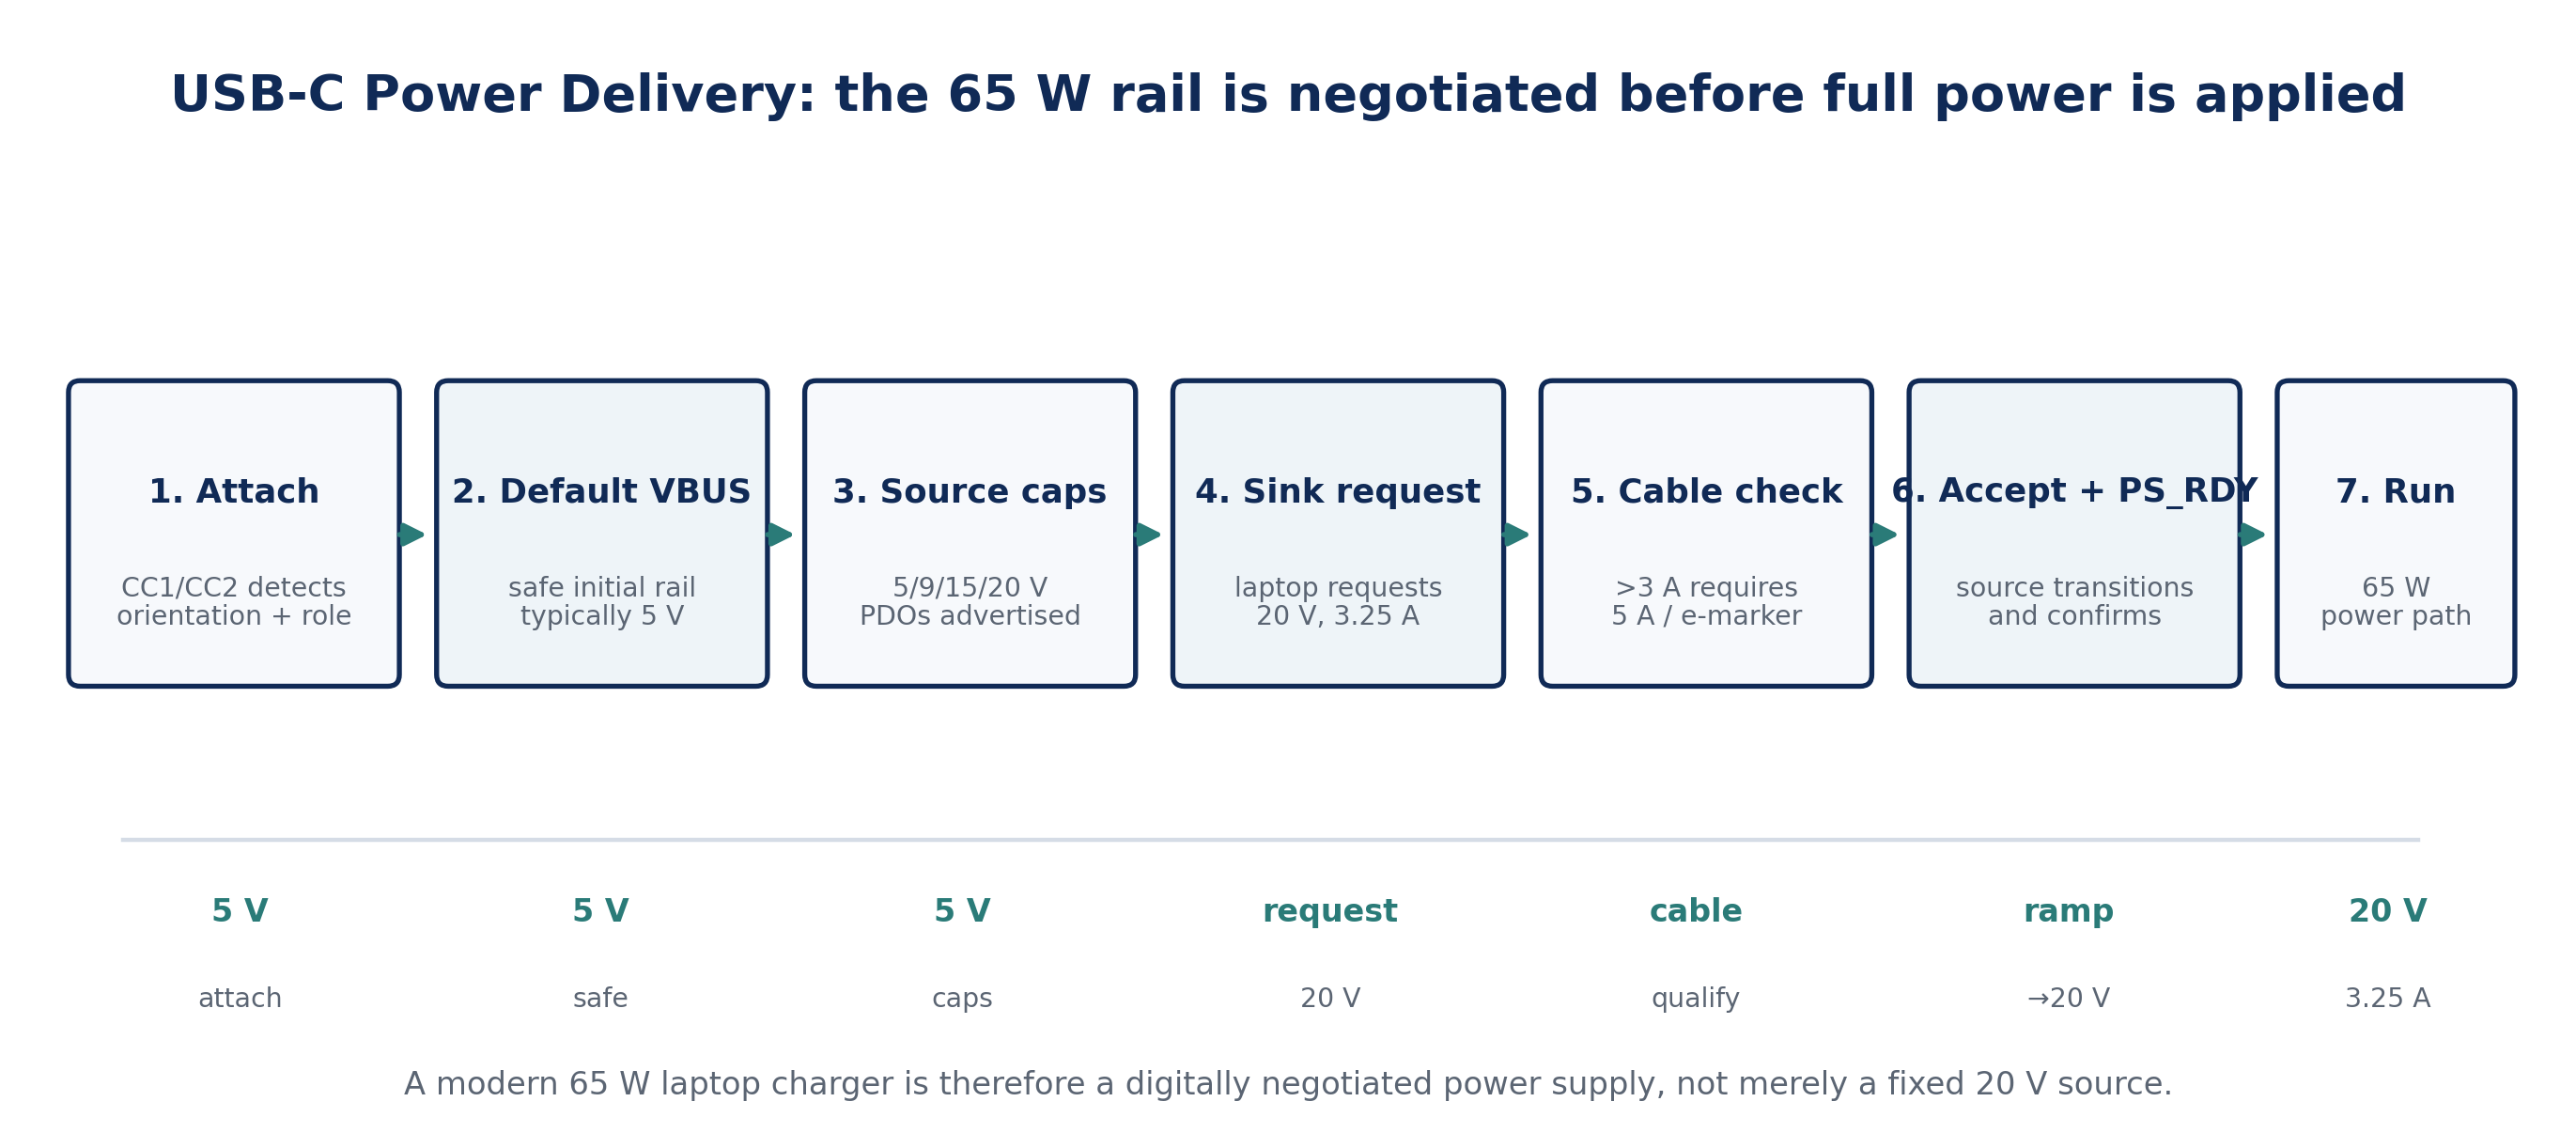 USB-C Power Delivery: the 65 W rail is negotiated before full power is applied
1. Attach
CC1/CC2 detects
orientation + role
2. Default VBUS
safe initial rail
typically 5 V
3. Source caps
5/9/15/20 V
PDOs advertised
4. Sink request
laptop requests
20 V, 3.25 A
5. Cable check
>3 A requires
5 A / e-marker
6. Accept + PS_RDY
source transitions
and confirms
7. Run
65 W
power path
5 V
attach
5 V
safe
5 V
caps
request
20 V
cable
qualify
ramp
→20 V
20 V
3.25 A
A modern 65 W laptop charger is therefore a digitally negotiated power supply, not merely a fixed 20 V source.